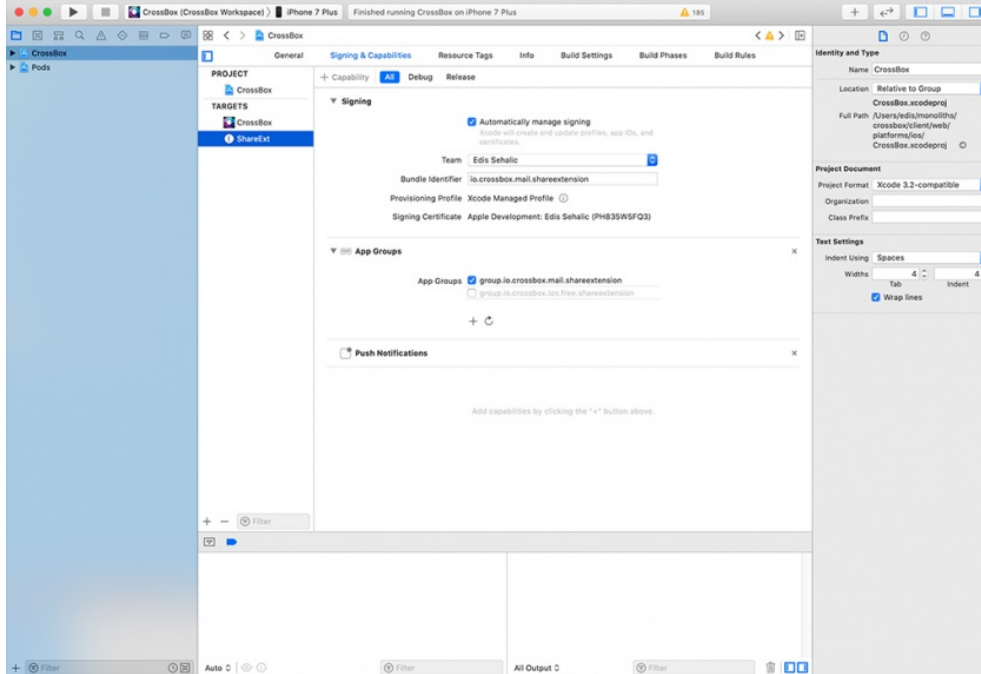 CrossBox (CrossBox Workspace) 〉 iPhone 7 Plus
Finished running CrossBox on iPhone 7 Plus
185
CrossBox
Pods
CrossBox
General
Signing & Capabilities
Resource Tags
Info
Build Settings
Build Phases
Build Rules
PROJECT
CrossBox
TARGETS
CrossBox
ShareExt
+ Capability
All
Debug
Release
Signing
Automatically manage signing
Xcode will create and update profiles, app IDs, and
certificates.
Team
Edis Sehalic
Bundle Identifier
io.crossbox.mail.shareextension
Provisioning Profile
Xcode Managed Profile
Signing Certificate
Apple Development: Edis Sehalic (PH835W5FQ3)
App Groups
App Groups
group.io.crossbox.mail.shareextension
group.io.crossbox.ios.free.shareextension
Push Notifications
Add capabilities by clicking the "+" button above.
Filter
Identity and Type
Name
CrossBox
Location
Relative to Group
CrossBox.xcodeproj
Full Path
/Users/edis/monoliths/
crossbox/client/web/
platforms/ios/
CrossBox.xcodeproj
Project Document
Project Format
Xcode 3.2-compatible
Organization
Class Prefix
Text Settings
Indent Using
Spaces
Widths
4
4
Tab
Indent
Wrap lines
Filter
Auto
Filter
All Output
Filter